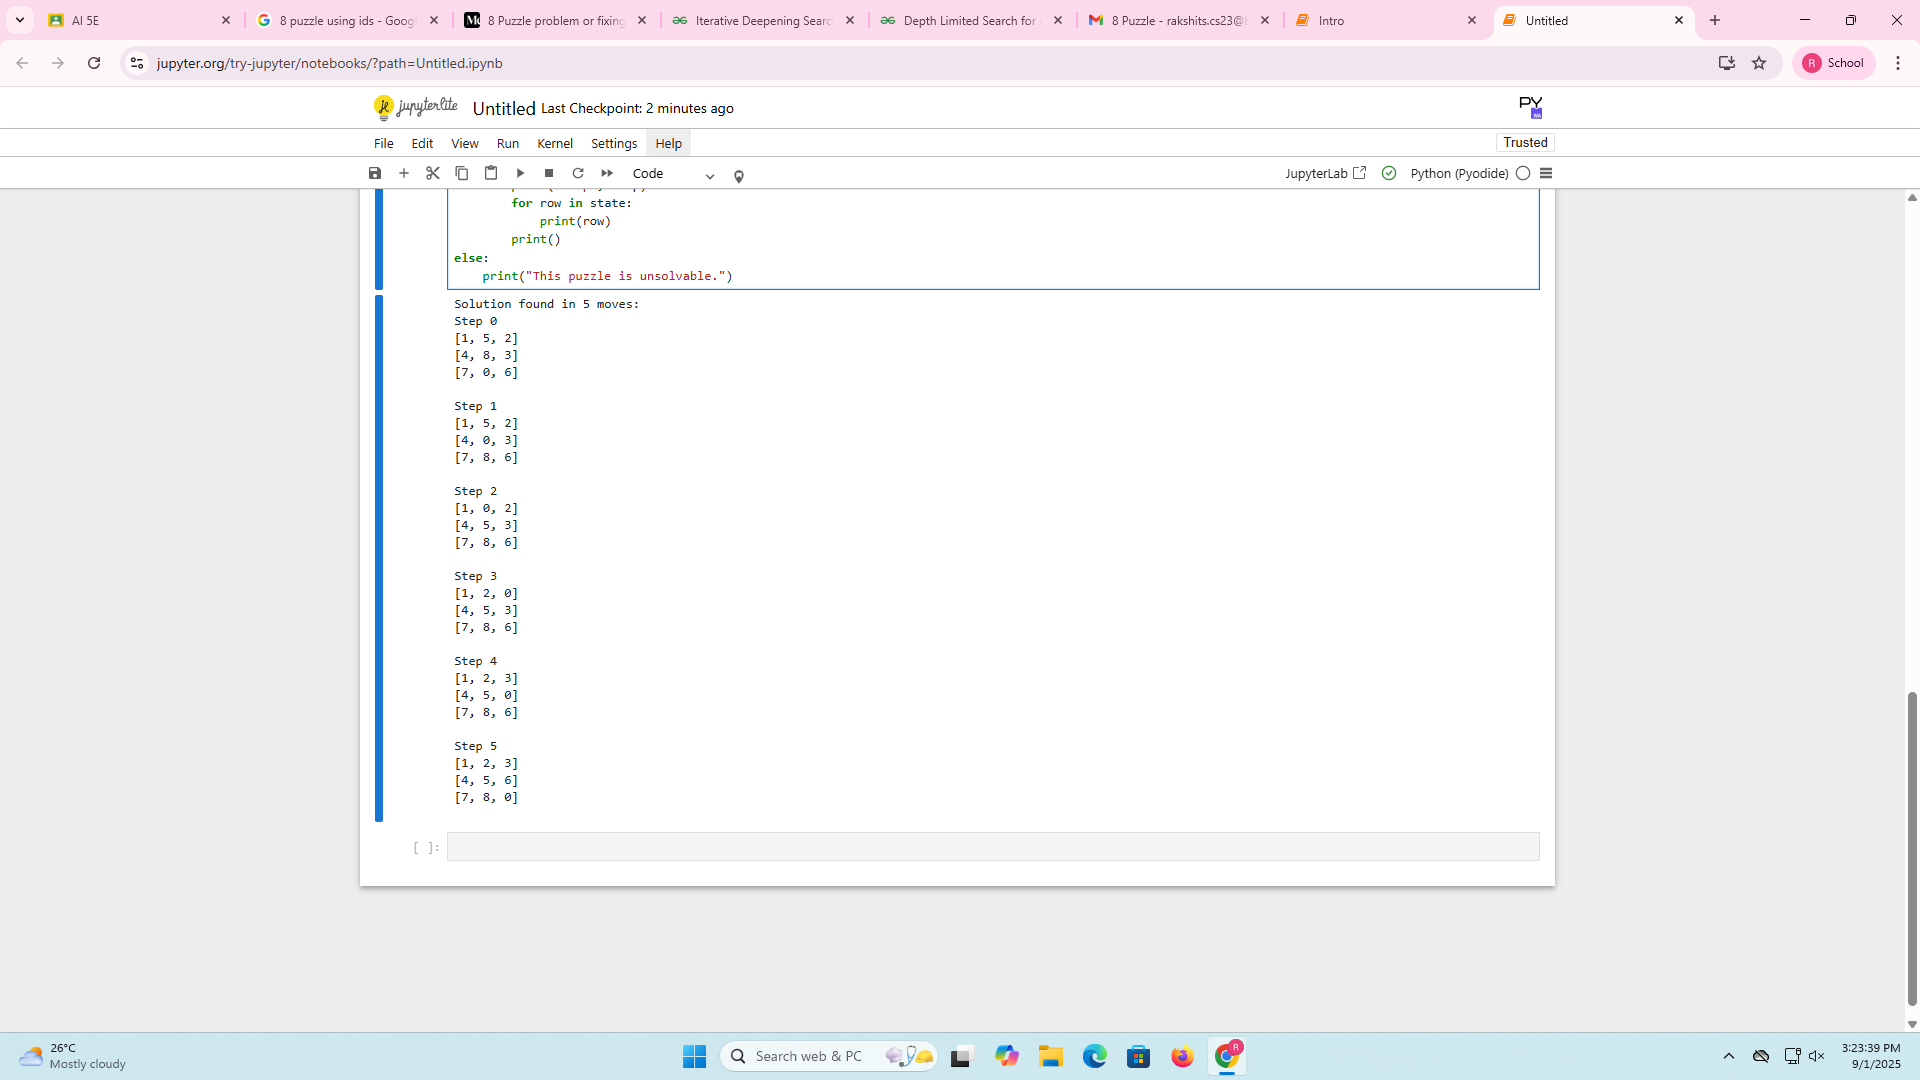 AI 5E
8 puzzle using ids - Goog
8 Puzzle problem or fixing
Iterative Deepening Searc
Depth Limited Search for
8 Puzzle - rakshits.cs23@
Intro
Untitled
jupyter.org/try-jupyter/notebooks/?path=Untitled.ipynb
R School
jupyterlite Untitled Last Checkpoint: 2 minutes ago
PY
File Edit View Run Kernel Settings Help
Trusted
Code
JupyterLab
Python (Pyodide)
for row in state:
print(row)
print()
else:
print("This puzzle is unsolvable.")
Solution found in 5 moves:
Step 0
[1, 5, 2]
[4, 8, 3]
[7, 0, 6]
Step 1
[1, 5, 2]
[4, 0, 3]
[7, 8, 6]
Step 2
[1, 0, 2]
[4, 5, 3]
[7, 8, 6]
Step 3
[1, 2, 0]
[4, 5, 3]
[7, 8, 6]
Step 4
[1, 2, 3]
[4, 5, 0]
[7, 8, 6]
Step 5
[1, 2, 3]
[4, 5, 6]
[7, 8, 0]
[ ]:
26°C
Mostly cloudy
Search web & PC
R
3:23:39 PM
9/1/2025